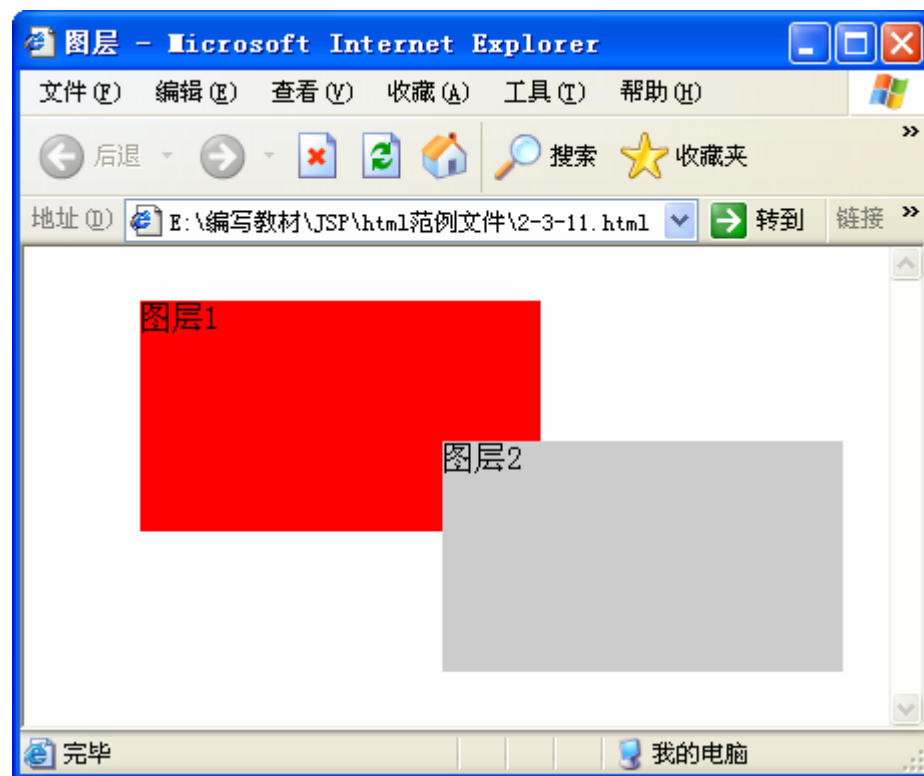 图层 - Microsoft Internet Explorer
文件(F) 编辑(E) 查看(V) 收藏(A) 工具(T) 帮助(H)
后退 搜索 收藏夹 »
地址(D) E:\编写教材\JSP\html范例文件\2-3-11.html 转到 链接 »
图层1
图层2
完毕 我的电脑